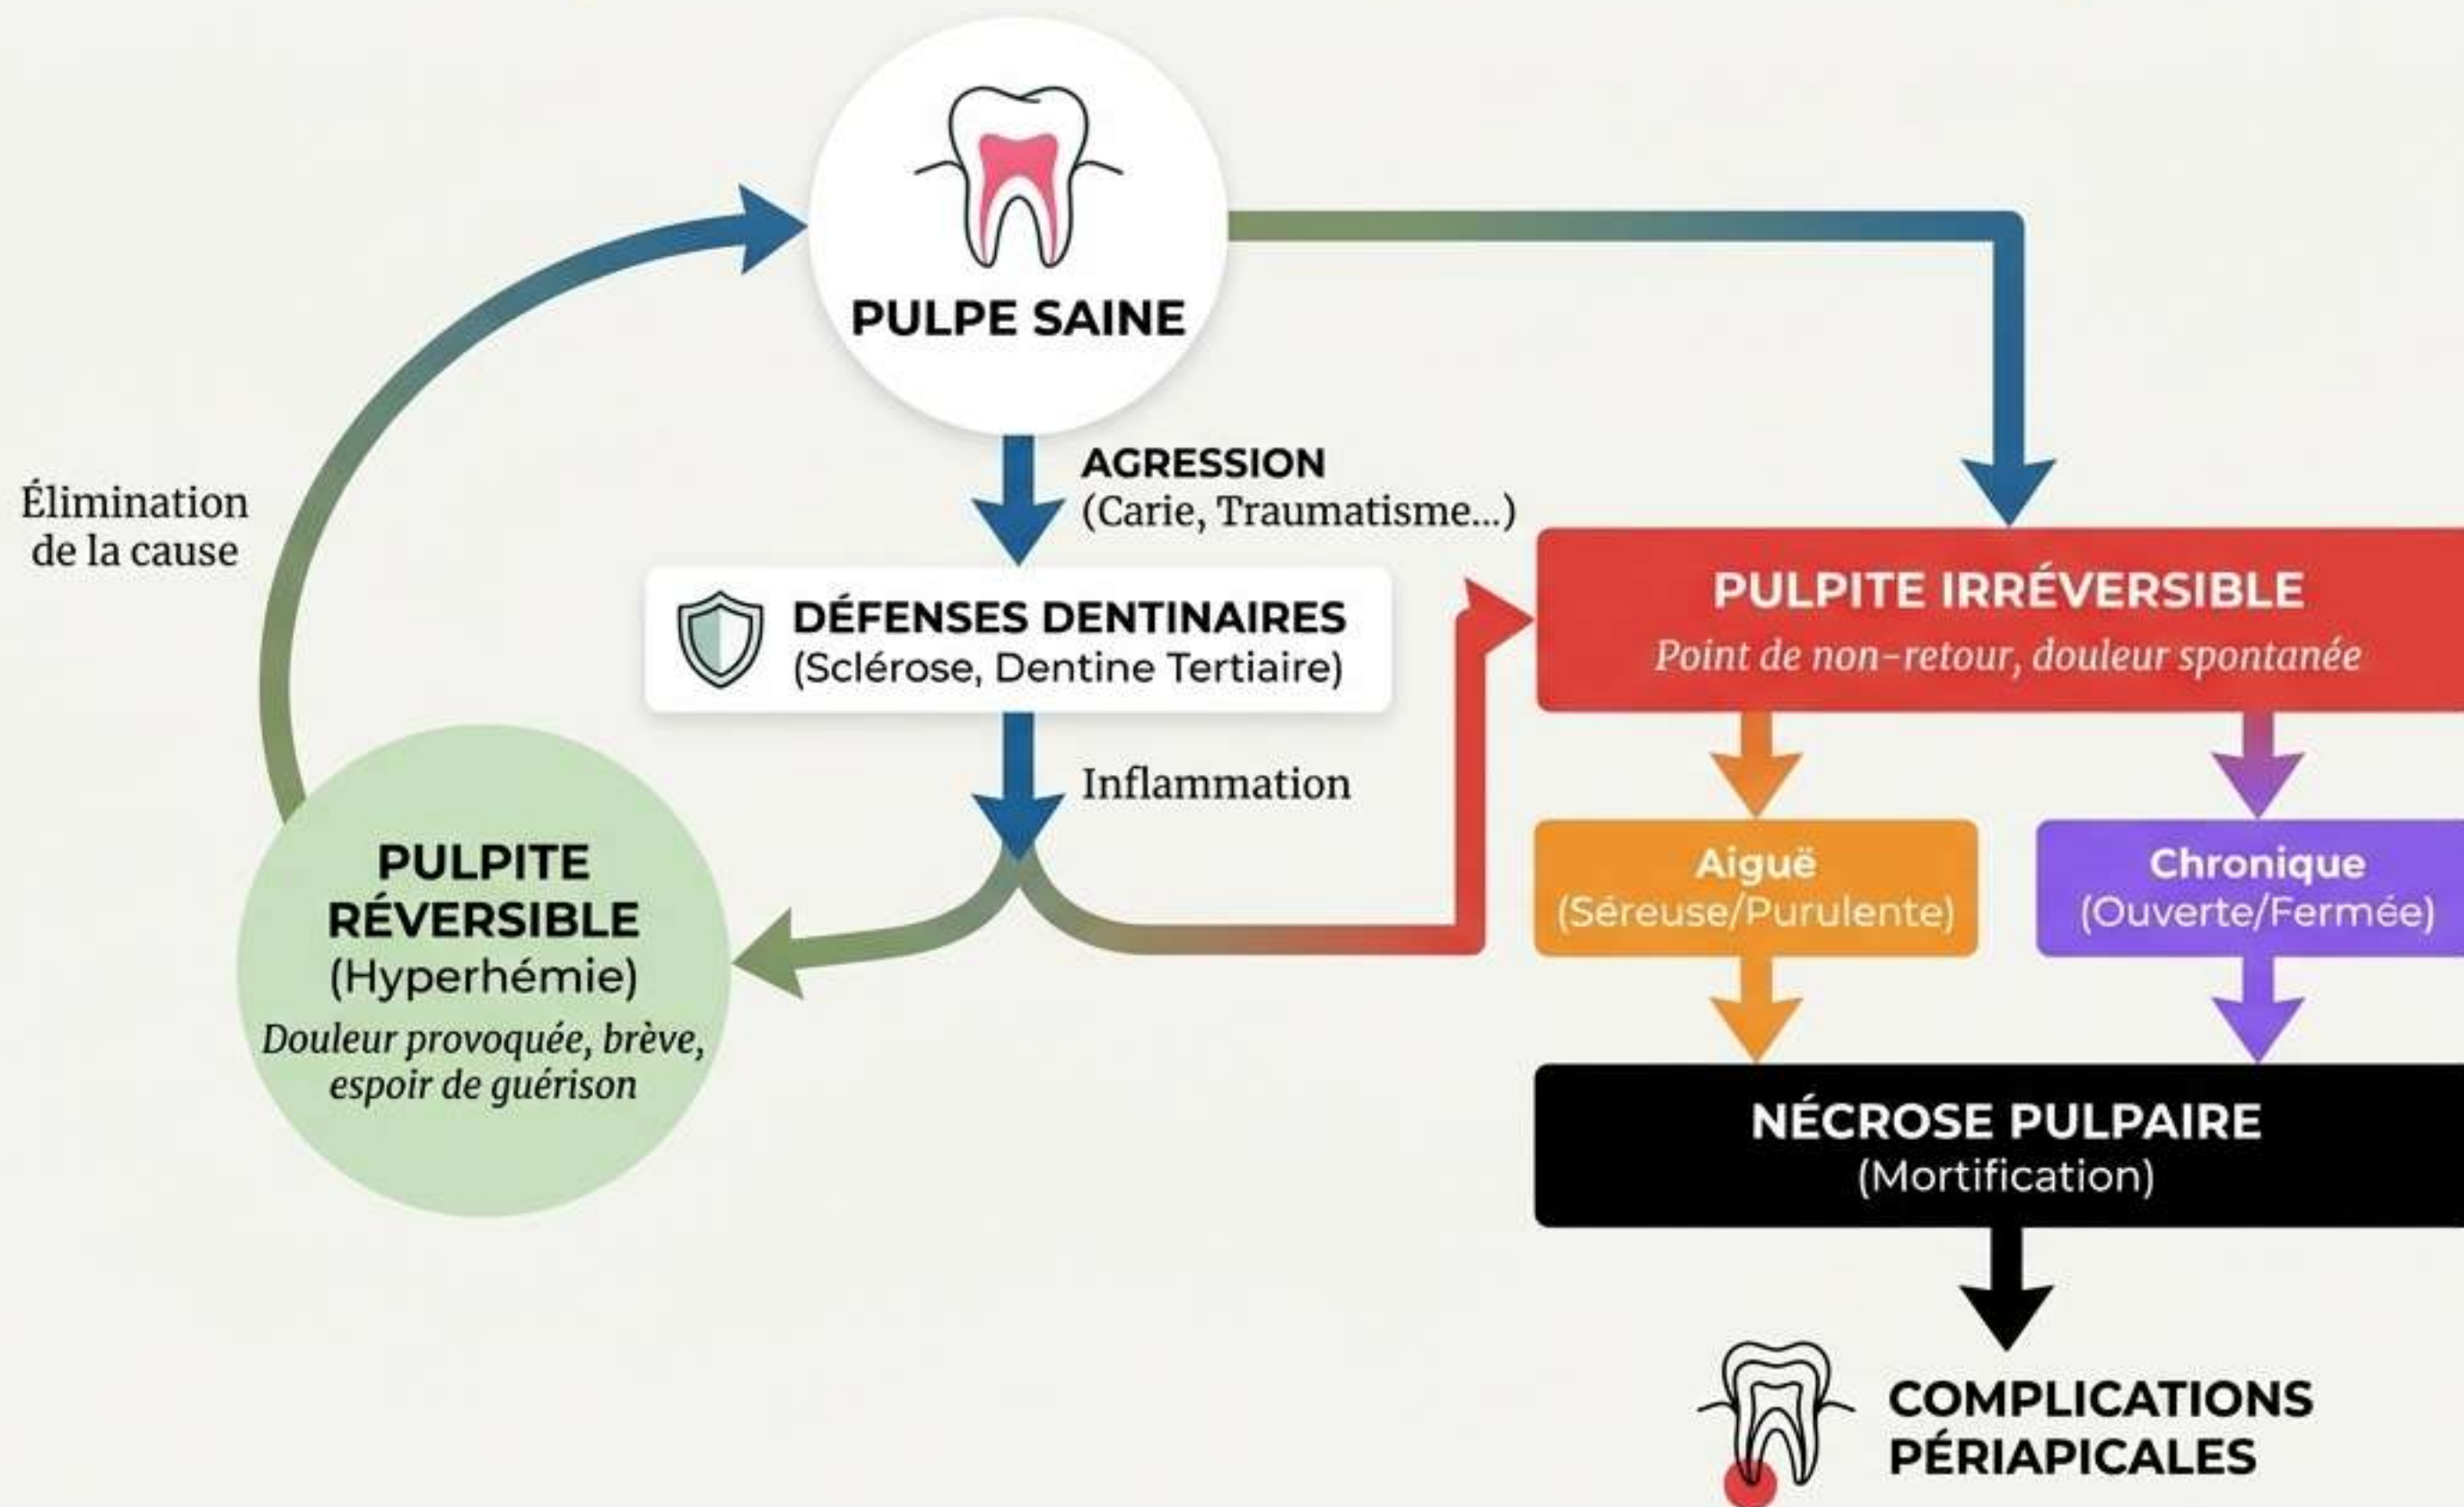 PULPE SAINE
AGRESSION
(Carie, Traumatisme...)
Élimination
de la cause
DÉFENSES DENTINAIRES
(Sclérose, Dentine Tertiaire)
PULPITE IRRÉVERSIBLE
Point de non-retour, douleur spontanée
Inflammation
PULPITE
RÉVERSIBLE
(Hyperhémie)
Douleur provoquée, brève,
espoir de guérison
Aiguë
(Séreuse/Purulente)
Chronique
(Ouverte/Fermée)
NÉCROSE PULPAIRE
(Mortification)
COMPLICATIONS
PÉRIAPICALES